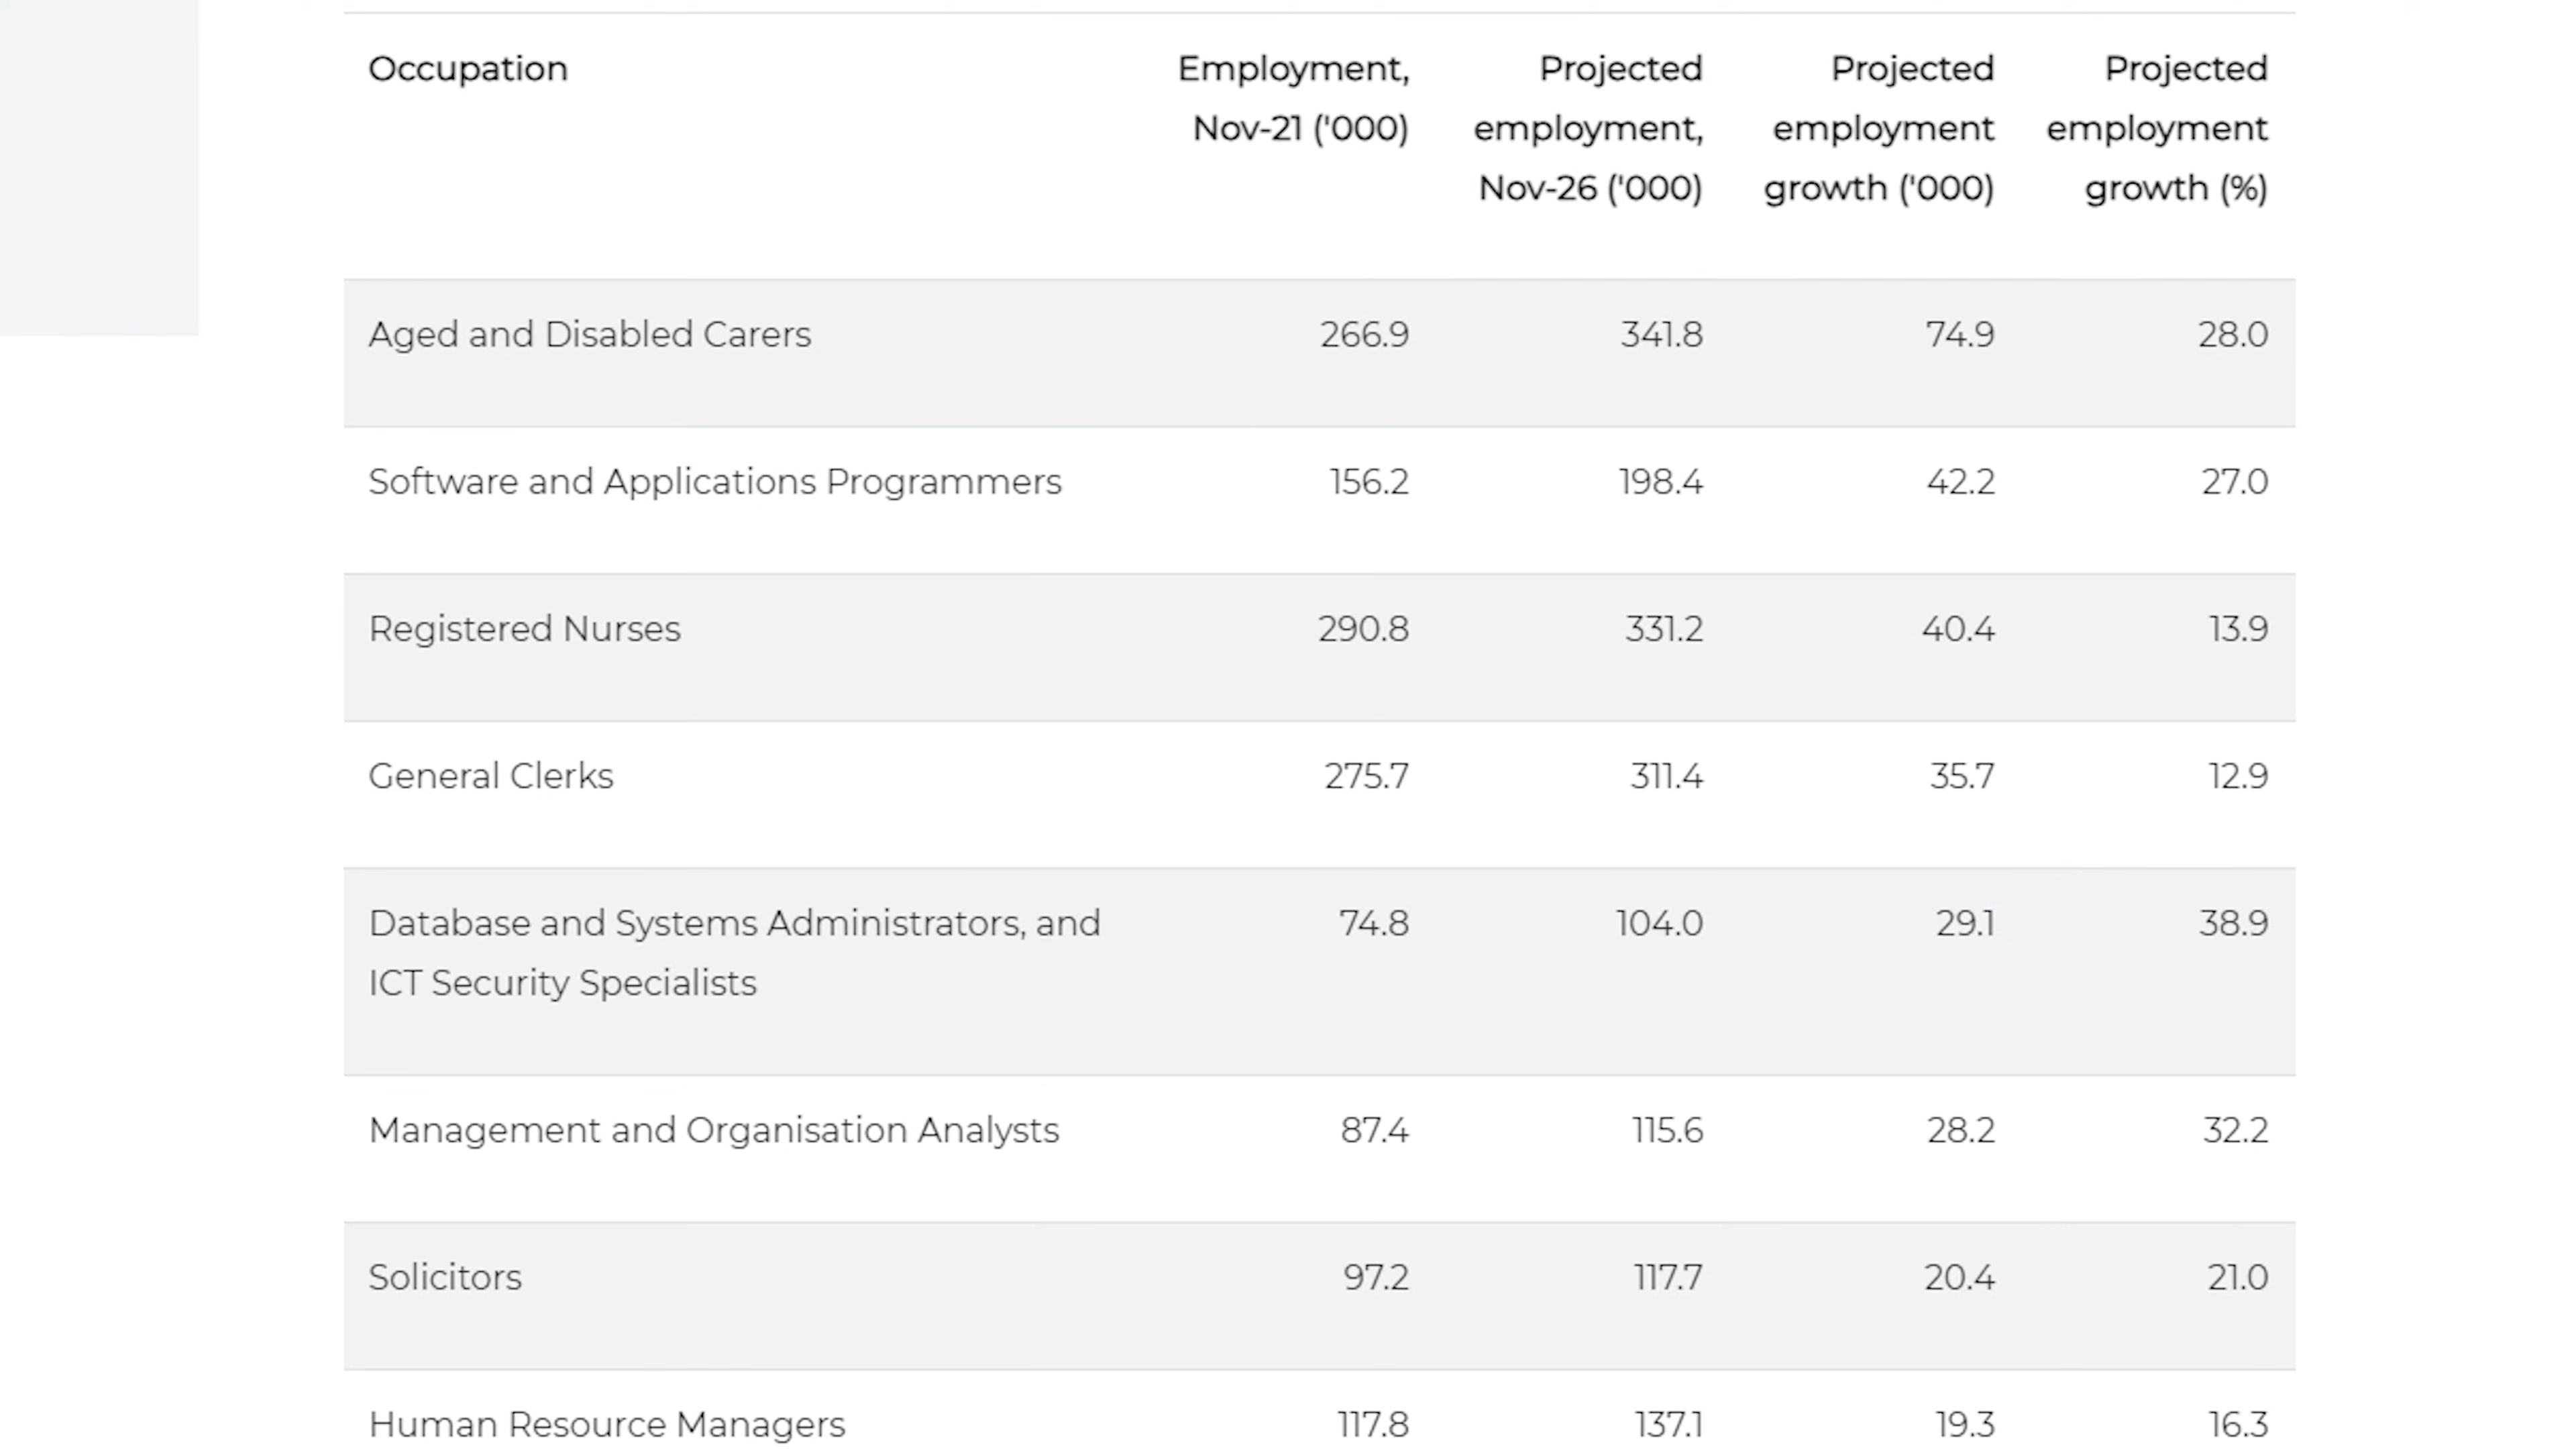 Occupation Employment, Projected Projected Projected
Nov-21 ('000) employment, employment employment
Nov-26 ('000) growth ('000) growth (%)
Aged and Disabled Carers 266.9 341.8 74.9 28.0
Software and Applications Programmers 156.2 198.4 42.2 27.0
Registered Nurses 290.8 331.2 40.4 13.9
General Clerks 275.7 311.4 35.7 12.9
Database and Systems Administrators, and 74.8 104.0 29.1 38.9
ICT Security Specialists
Management and Organisation Analysts 87.4 115.6 28.2 32.2
Solicitors 97.2 117.7 20.4 21.0
Human Resource Managers 117.8 137.1 19.3 16.3